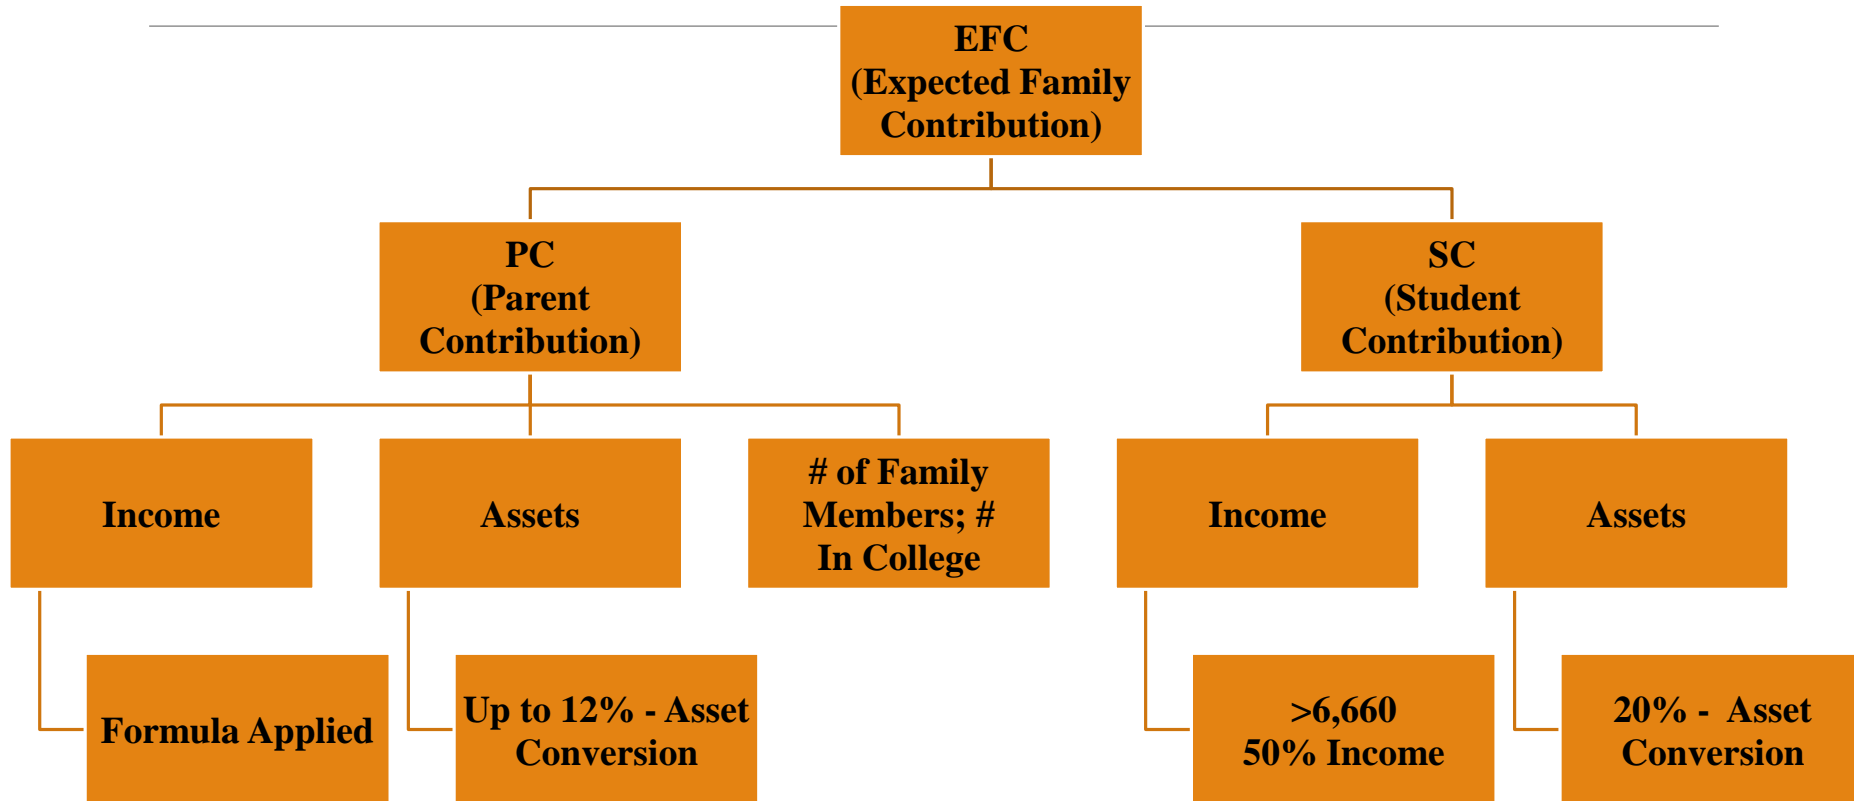 EFC
(Expected Family
Contribution)
PC
(Parent
Contribution)
SC
(Student
Contribution)
Income
Assets
# of Family
Members; #
In College
Income
Assets
Formula Applied
Up to 12% - Asset
Conversion
>6,660
50% Income
20% - Asset
Conversion